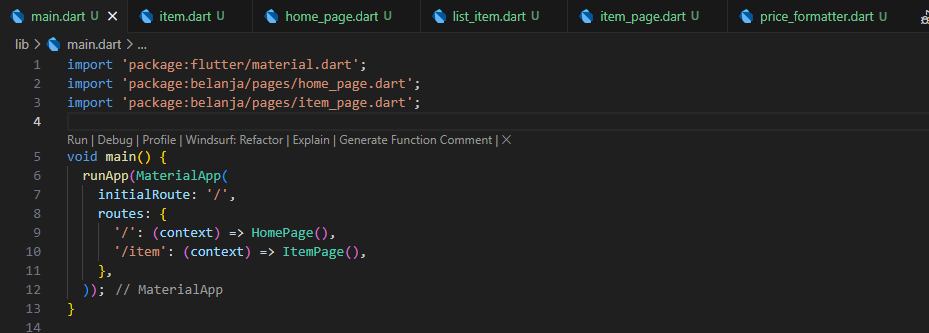 main.dart U ×
item.dart U
home_page.dart U
list_item.dart U
item_page.dart U
price_formatter.dart U
lib > main.dart > ...
1 import 'package:flutter/material.dart';
2 import 'package:belanja/pages/home_page.dart';
3 import 'package:belanja/pages/item_page.dart';
4
Run | Debug | Profile | Windsurf: Refactor | Explain | Generate Function Comment | ×
5 void main() {
6 runApp(MaterialApp(
7 initialRoute: '/',
8 routes: {
9 '/': (context) => HomePage(),
10 '/item': (context) => ItemPage(),
11 },
12 )); // MaterialApp
13 }
14